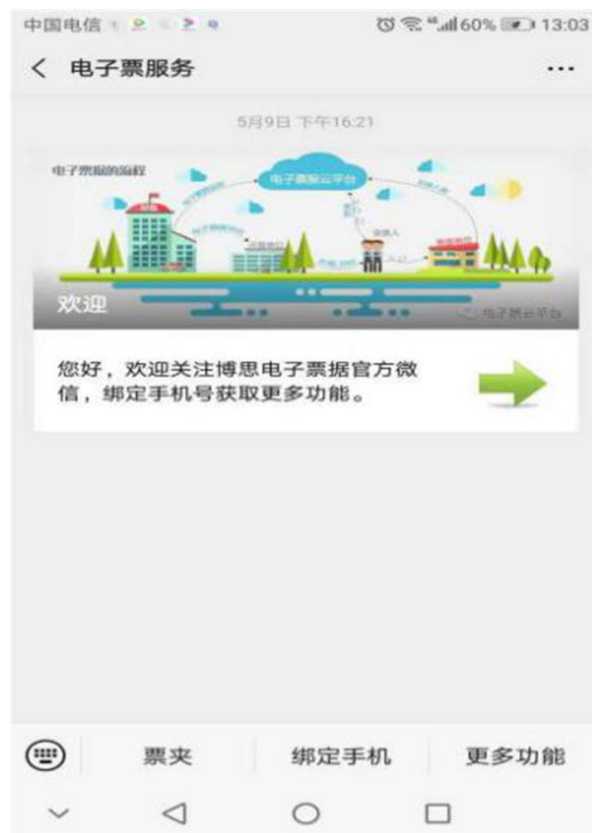 中国电信
60%
13:03
电子票服务
5月9日 下午16:21
电子票据的流程
电子票据云平台
欢迎
您好，欢迎关注博思电子票据官方微
信，绑定手机号获取更多功能。
票夹
绑定手机
更多功能